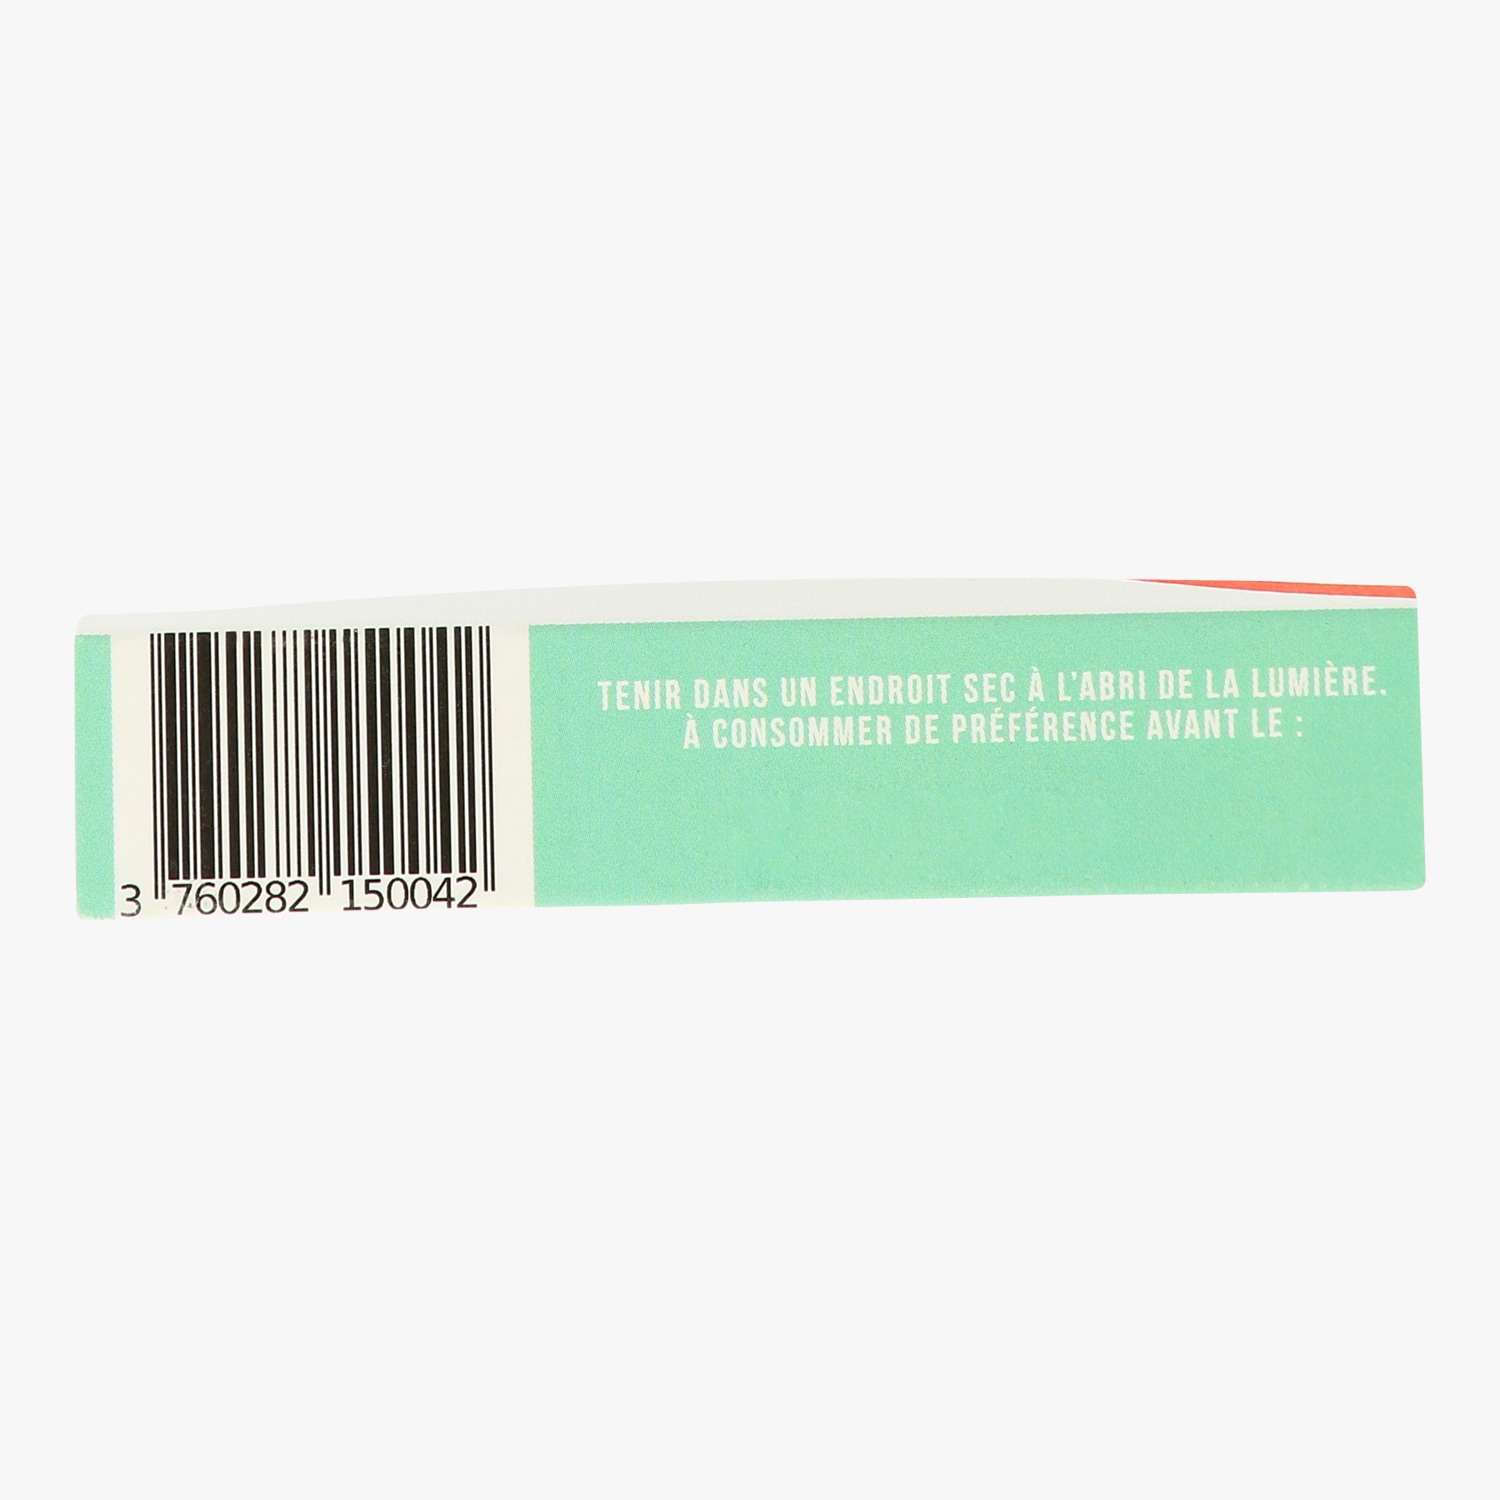 TENIR DANS UN ENDROIT SEC À L'ABRI DE LA LUMIÈRE.
À CONSOMMER DE PRÉFÉRENCE AVANT LE :
3 760282 150042